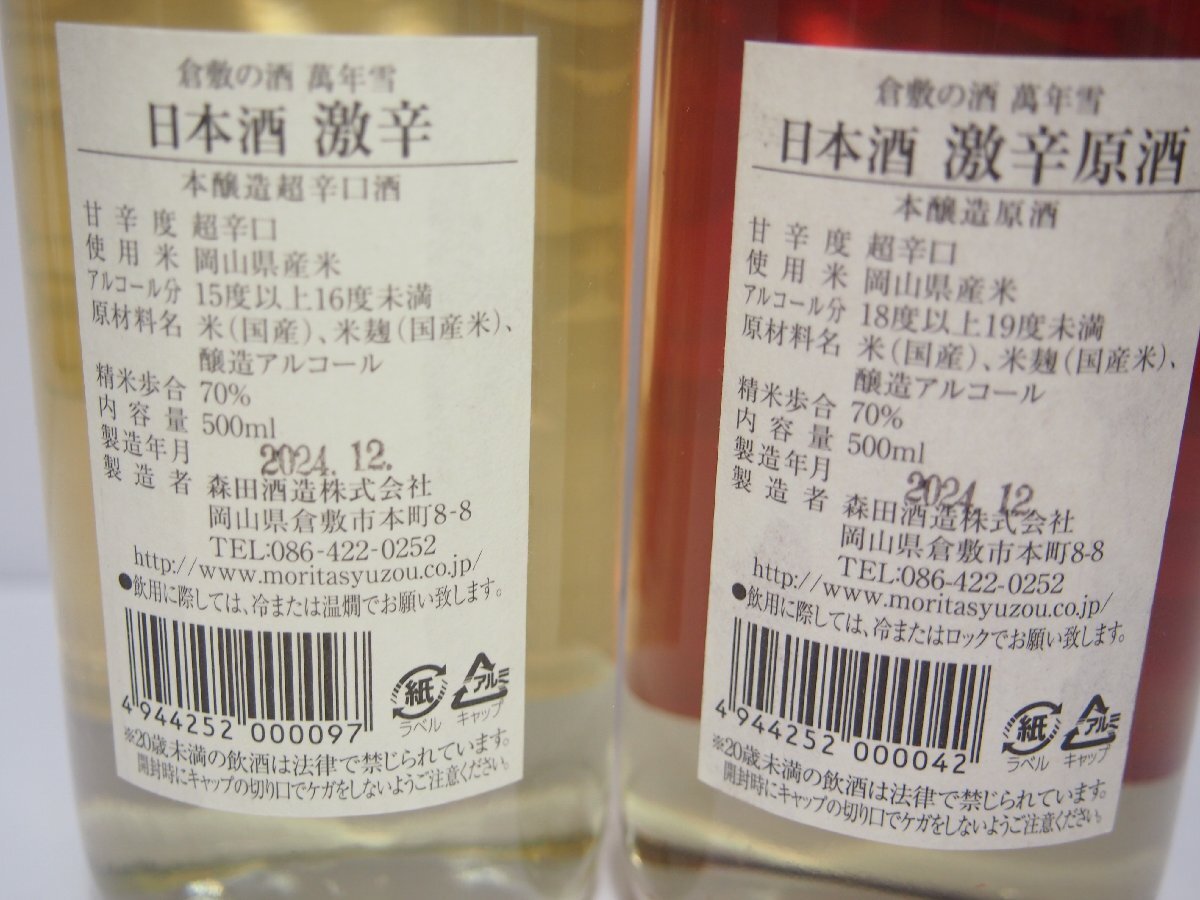 倉敷の酒 萬年雪
日本酒 激辛
本醸造超辛口酒
甘辛度 超辛口
使用米 岡山県産米
アルコール分 15度以上16度未満
原材料名 米(国産)、米麹(国産米)、
醸造アルコール
精米歩合 70%
内容量 500ml
製造年月 2024.12.
製造者 森田酒造株式会社
岡山県倉敷市本町8-8
TEL:086-422-0252
http://www.moritasyuzou.co.jp/
●飲用に際しては、冷または温燗でお願い致します。
4 944252 000097
紙 ラベル
アルミ キャップ
※20歳未満の飲酒は法律で禁じられています。
開封時にキャップの切り口でケガをしないようご注意ください。
倉敷の酒 萬年雪
日本酒 激辛原酒
本醸造原酒
甘辛度 超辛口
使用米 岡山県産米
アルコール分 18度以上19度未満
原材料名 米(国産)、米麹(国産米)、
醸造アルコール
精米歩合 70%
内容量 500ml
製造年月 2024.12.
製造者 森田酒造株式会社
岡山県倉敷市本町8-8
TEL:086-422-0252
http://www.moritasyuzou.co.jp/
●飲用に際しては、冷またはロックでお願い致します。
4 944252 000042
紙 ラベル
アルミ キャップ
※20歳未満の飲酒は法律で禁じられています。
開封時にキャップの切り口でケガをしないようご注意ください。